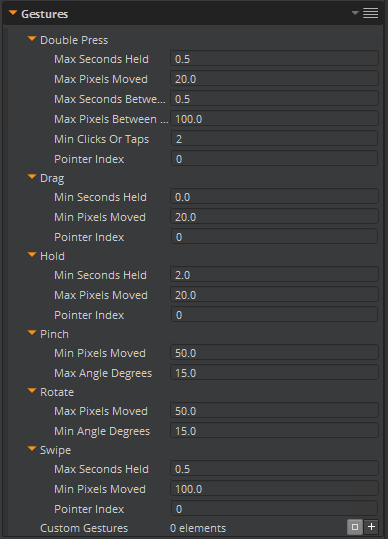 Gestures
Double Press
Max Seconds Held 0.5
Max Pixels Moved 20.0
Max Seconds Betwe... 0.5
Max Pixels Between ... 100.0
Min Clicks Or Taps 2
Pointer Index 0
Drag
Min Seconds Held 0.0
Min Pixels Moved 20.0
Pointer Index 0
Hold
Min Seconds Held 2.0
Max Pixels Moved 20.0
Pointer Index 0
Pinch
Min Pixels Moved 50.0
Max Angle Degrees 15.0
Rotate
Max Pixels Moved 50.0
Min Angle Degrees 15.0
Swipe
Max Seconds Held 0.5
Min Pixels Moved 100.0
Pointer Index 0
Custom Gestures 0 elements